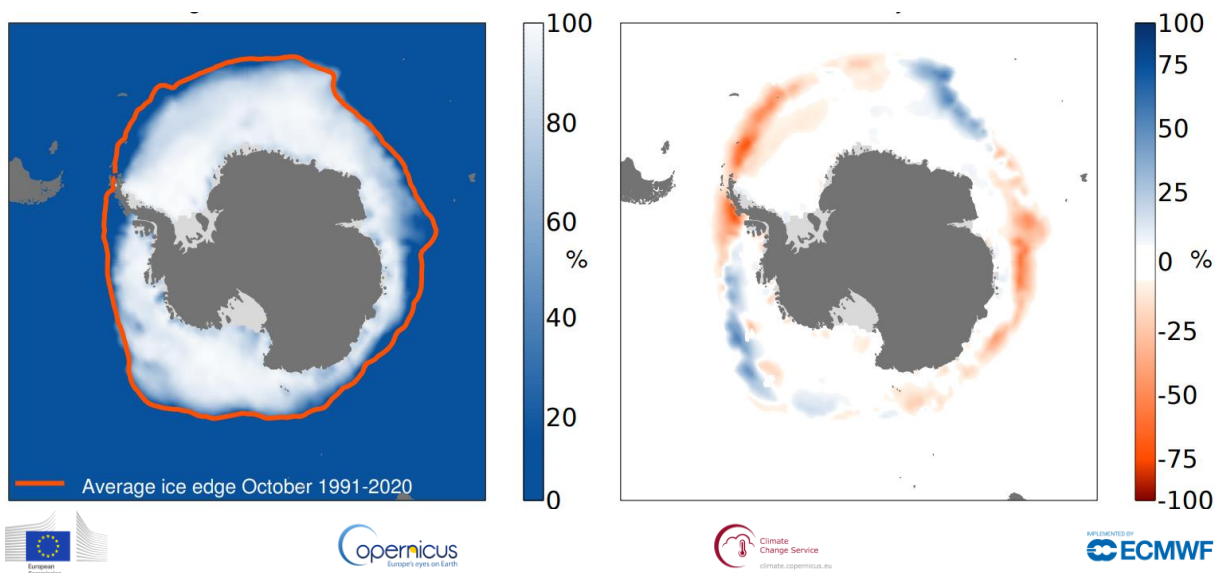 100
80
60
%
40
20
0
Average ice edge October 1991-2020
100
75
50
25
0 %
-25
-50
-75
-100
European
opernicus
Europe's eyes on Earth
Climate
Change Service
climate.copernicus.eu
IMPLEMENTED BY
ECMWF